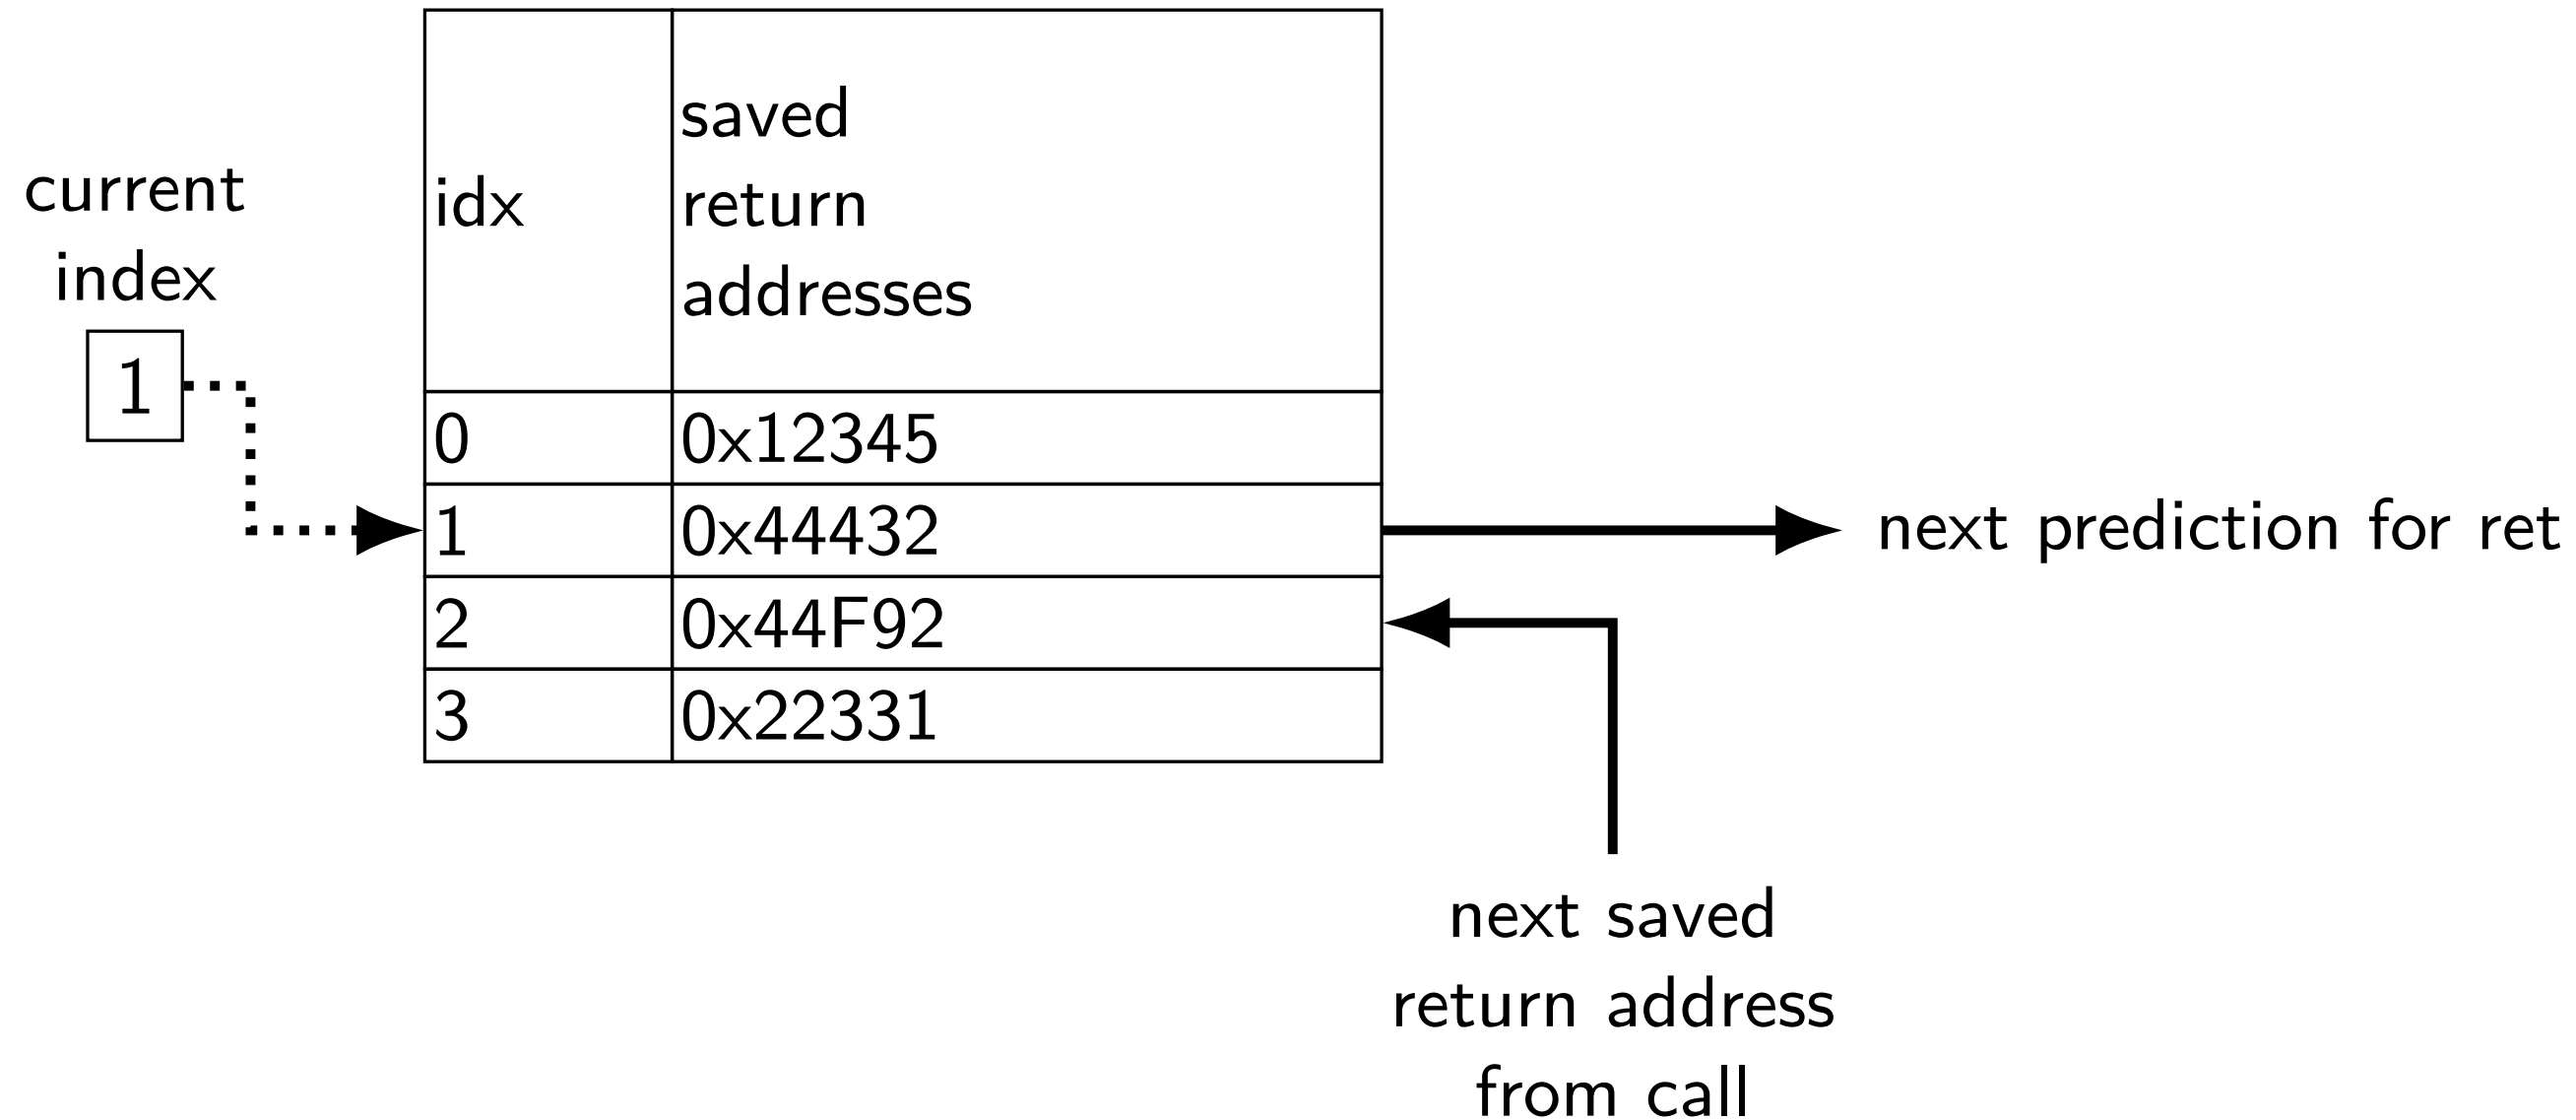 current
index
1
idx
saved
return
addresses
0 0x12345
1 0x44432
2 0x44F92
3 0x22331
next prediction for ret
next saved
return address
from call